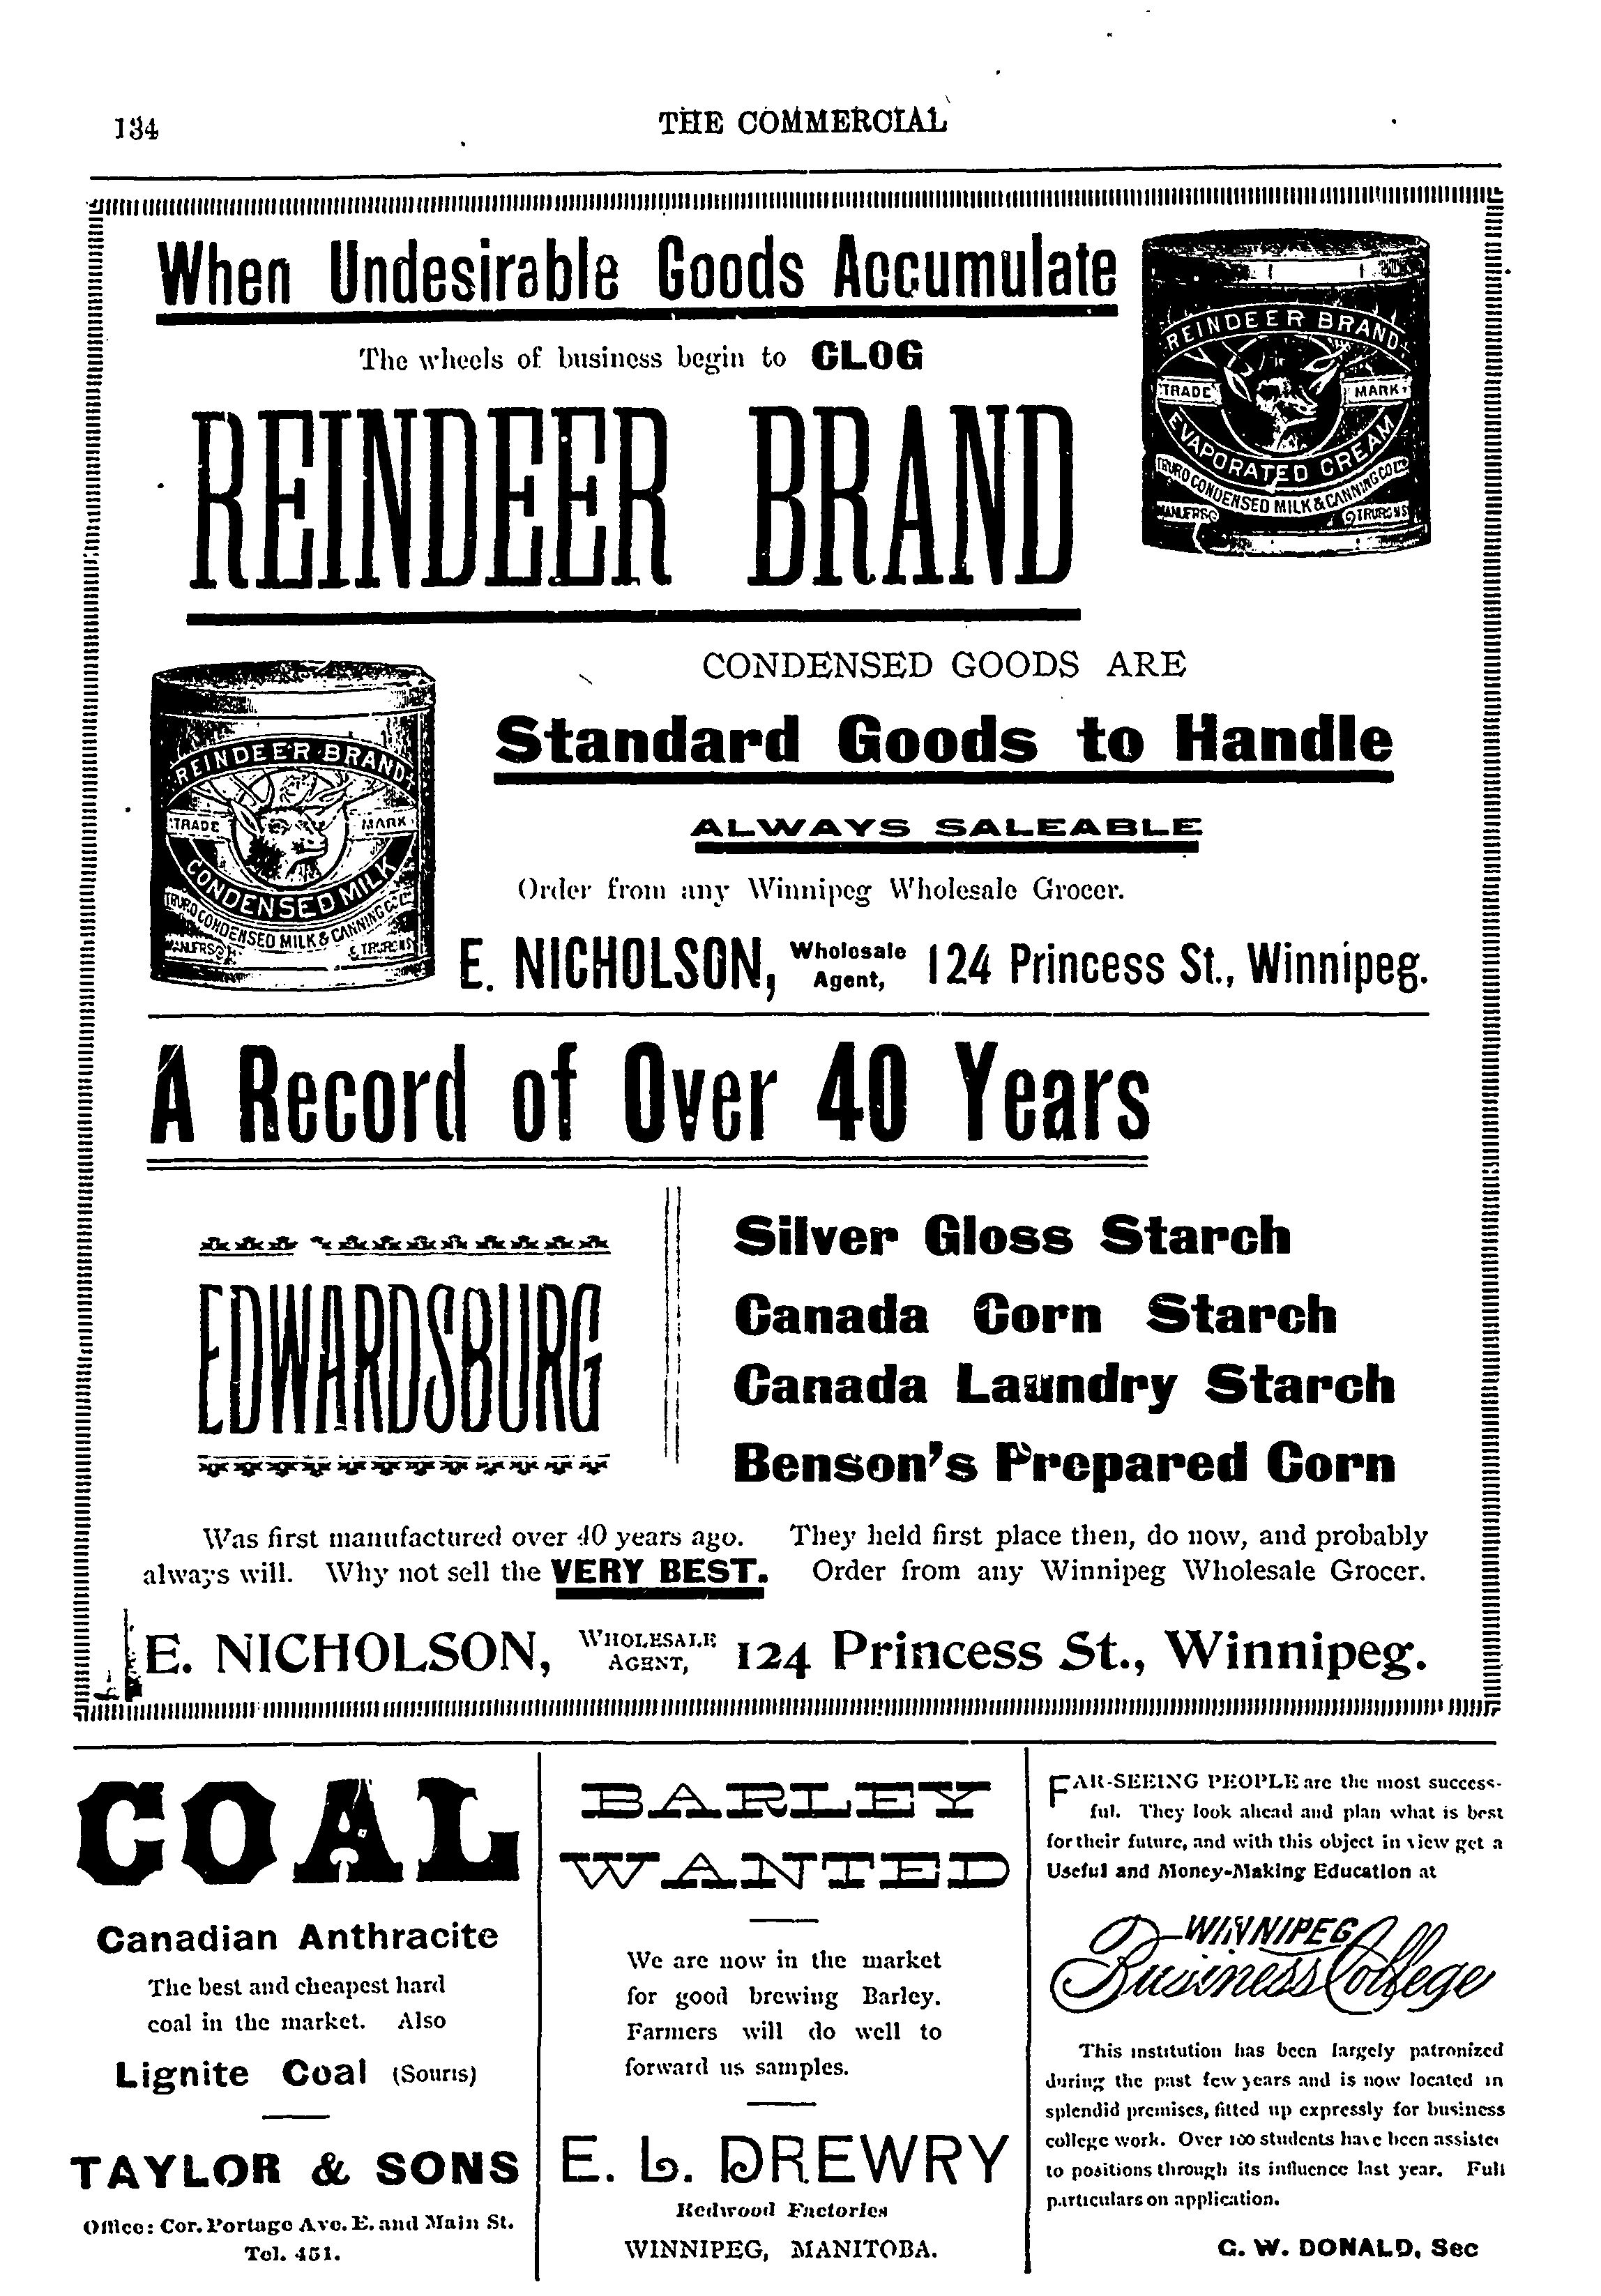 134
THE COMMERCIAL
When Undesirable Goods Accumulate
The wheels of business begin to CLOG
REINDEER BRAND
REINDEER BRAND
TRADE MARK
EVAPORATED CREAM
TRURO CONDENSED MILK & CANNING CO LTD
MANUFRS TRURO N.S
CONDENSED GOODS ARE
Standard Goods to Handle
ALWAYS SALEABLE
Order from any Winnipeg Wholesale Grocer.
REINDEER BRAND
TRADE MARK
CONDENSED MILK
TRURO CONDENSED MILK & CANNING CO LTD
MANUFRS TRURO N.S
E. NICHOLSON, Wholesale Agent, 124 Princess St., Winnipeg.
A Record of Over 40 Years
EDWARDSBURG
Silver Gloss Starch
Canada Corn Starch
Canada Laundry Starch
Benson's Prepared Corn
Was first manufactured over 40 years ago. They held first place then, do now, and probably
always will. Why not sell the VERY BEST. Order from any Winnipeg Wholesale Grocer.
E. NICHOLSON, WHOLESALE AGENT, 124 Princess St., Winnipeg.
COAL
Canadian Anthracite
The best and cheapest hard
coal in the market. Also
Lignite Coal (Souris)
TAYLOR & SONS
Office: Cor. Portage Ave. E. and Main St.
Tel. 451.
BARLEY
WANTED
We are now in the market
for good brewing Barley.
Farmers will do well to
forward us samples.
E. L. DREWRY
Redwood Factories
WINNIPEG, MANITOBA.
FAR-SEEING PEOPLE are the most success-
ful. They look ahead and plan what is best
for their future, and with this object in view get a
Useful and Money-Making Education at
WINNIPEG
Business College
This institution has been largely patronized
during the past few years and is now located in
splendid premises, fitted up expressly for business
college work. Over 100 students have been assisted
to positions through its influence last year. Full
particulars on application.
G. W. DONALD, Sec